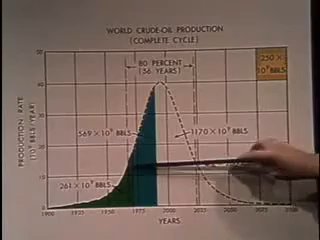 WORLD CRUDE-OIL PRODUCTION
(COMPLETE CYCLE)
80 PERCENT
(56 YEARS)
250 ×
10⁹ BBLS
569 × 10⁹ BBLS
1170 × 10⁹ BBLS
261 × 10⁹ BBLS
PRODUCTION RATE
(10⁹ BBLS/YEAR)
40
30
20
10
0
1900
1925
1950
1975
2000
2025
2050
YEARS